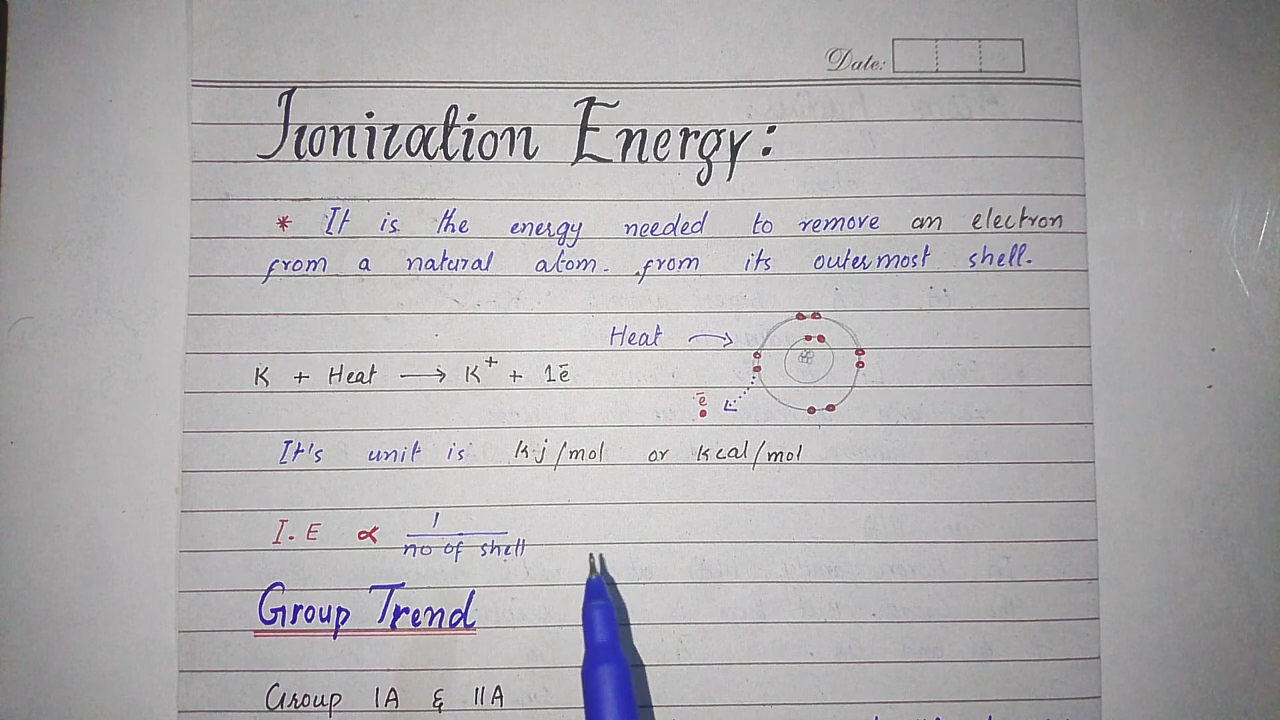 Date:
Ionization Energy:
* It is the energy needed to remove an electron
from a natural atom. from its outermost shell.
Heat →
K + Heat ⟶ K⁺ + 1ē
ē
It's unit is kj/mol or kcal/mol
I.E ∝ 1/no of shell
Group Trend
Group IA & IIA